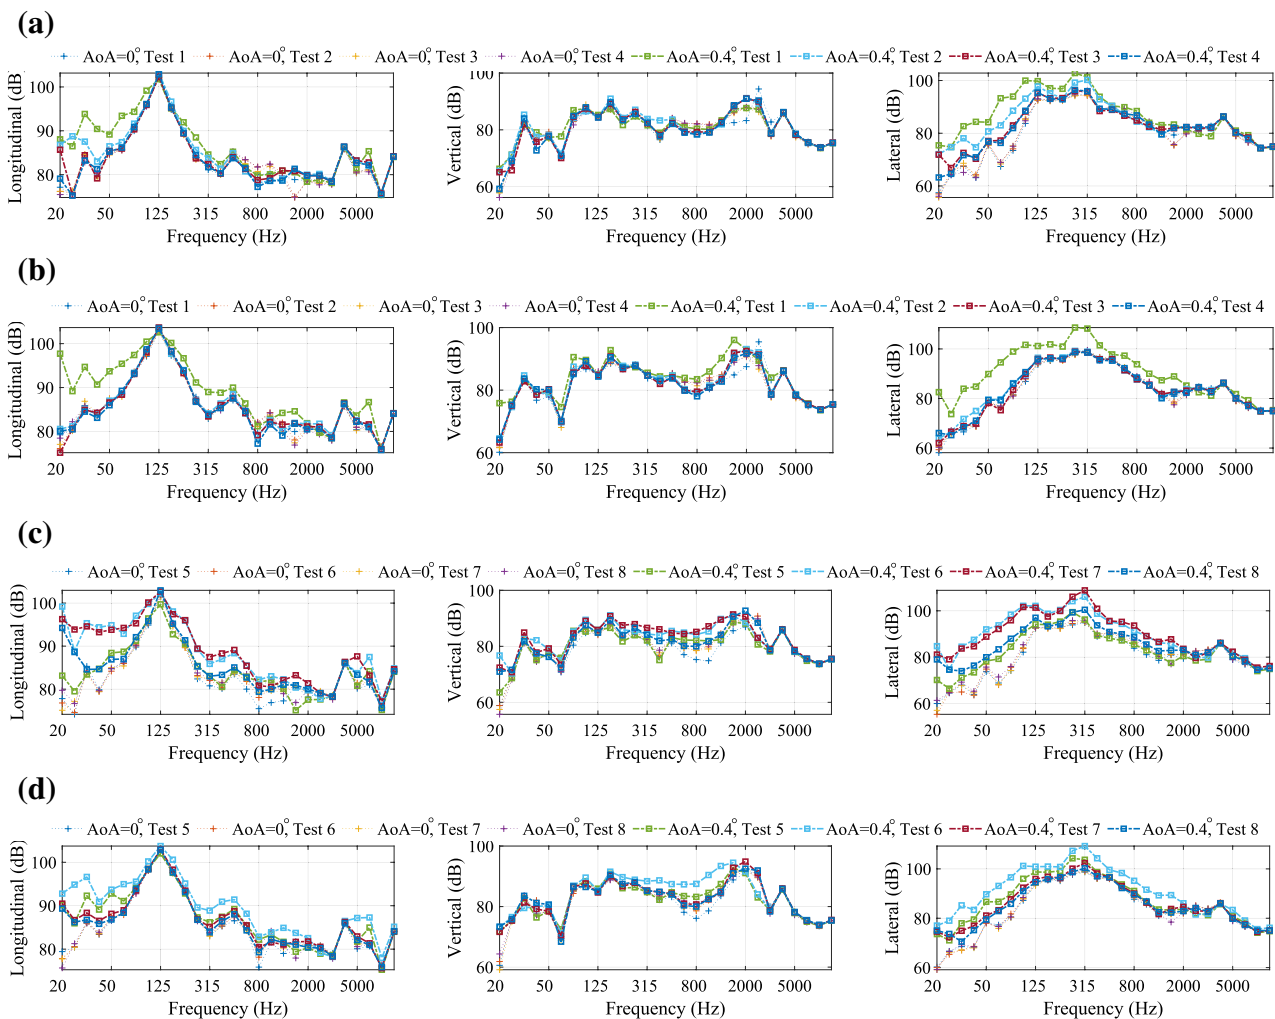 (a)
AoA=0°, Test 1 AoA=0°, Test 2 AoA=0°, Test 3 AoA=0°, Test 4 AoA=0.4°, Test 1 AoA=0.4°, Test 2 AoA=0.4°, Test 3 AoA=0.4°, Test 4
Longitudinal (dB)
100
90
80
20 50 125 315 800 2000 5000
Frequency (Hz)
Vertical (dB)
100
80
60
20 50 125 315 800 2000 5000
Frequency (Hz)
Lateral (dB)
100
80
60
20 50 125 315 800 2000 5000
Frequency (Hz)
(b)
AoA=0°, Test 1 AoA=0°, Test 2 AoA=0°, Test 3 AoA=0°, Test 4 AoA=0.4°, Test 1 AoA=0.4°, Test 2 AoA=0.4°, Test 3 AoA=0.4°, Test 4
Longitudinal (dB)
100
90
80
20 50 125 315 800 2000 5000
Frequency (Hz)
Vertical (dB)
100
80
60
20 50 125 315 800 2000 5000
Frequency (Hz)
Lateral (dB)
100
80
60
20 50 125 315 800 2000 5000
Frequency (Hz)
(c)
AoA=0°, Test 5 AoA=0°, Test 6 AoA=0°, Test 7 AoA=0°, Test 8 AoA=0.4°, Test 5 AoA=0.4°, Test 6 AoA=0.4°, Test 7 AoA=0.4°, Test 8
Longitudinal (dB)
100
90
80
20 50 125 315 800 2000 5000
Frequency (Hz)
Vertical (dB)
100
80
60
20 50 125 315 800 2000 5000
Frequency (Hz)
Lateral (dB)
100
80
60
20 50 125 315 800 2000 5000
Frequency (Hz)
(d)
AoA=0°, Test 5 AoA=0°, Test 6 AoA=0°, Test 7 AoA=0°, Test 8 AoA=0.4°, Test 5 AoA=0.4°, Test 6 AoA=0.4°, Test 7 AoA=0.4°, Test 8
Longitudinal (dB)
100
90
80
20 50 125 315 800 2000 5000
Frequency (Hz)
Vertical (dB)
100
80
60
20 50 125 315 800 2000 5000
Frequency (Hz)
Lateral (dB)
100
80
60
20 50 125 315 800 2000 5000
Frequency (Hz)